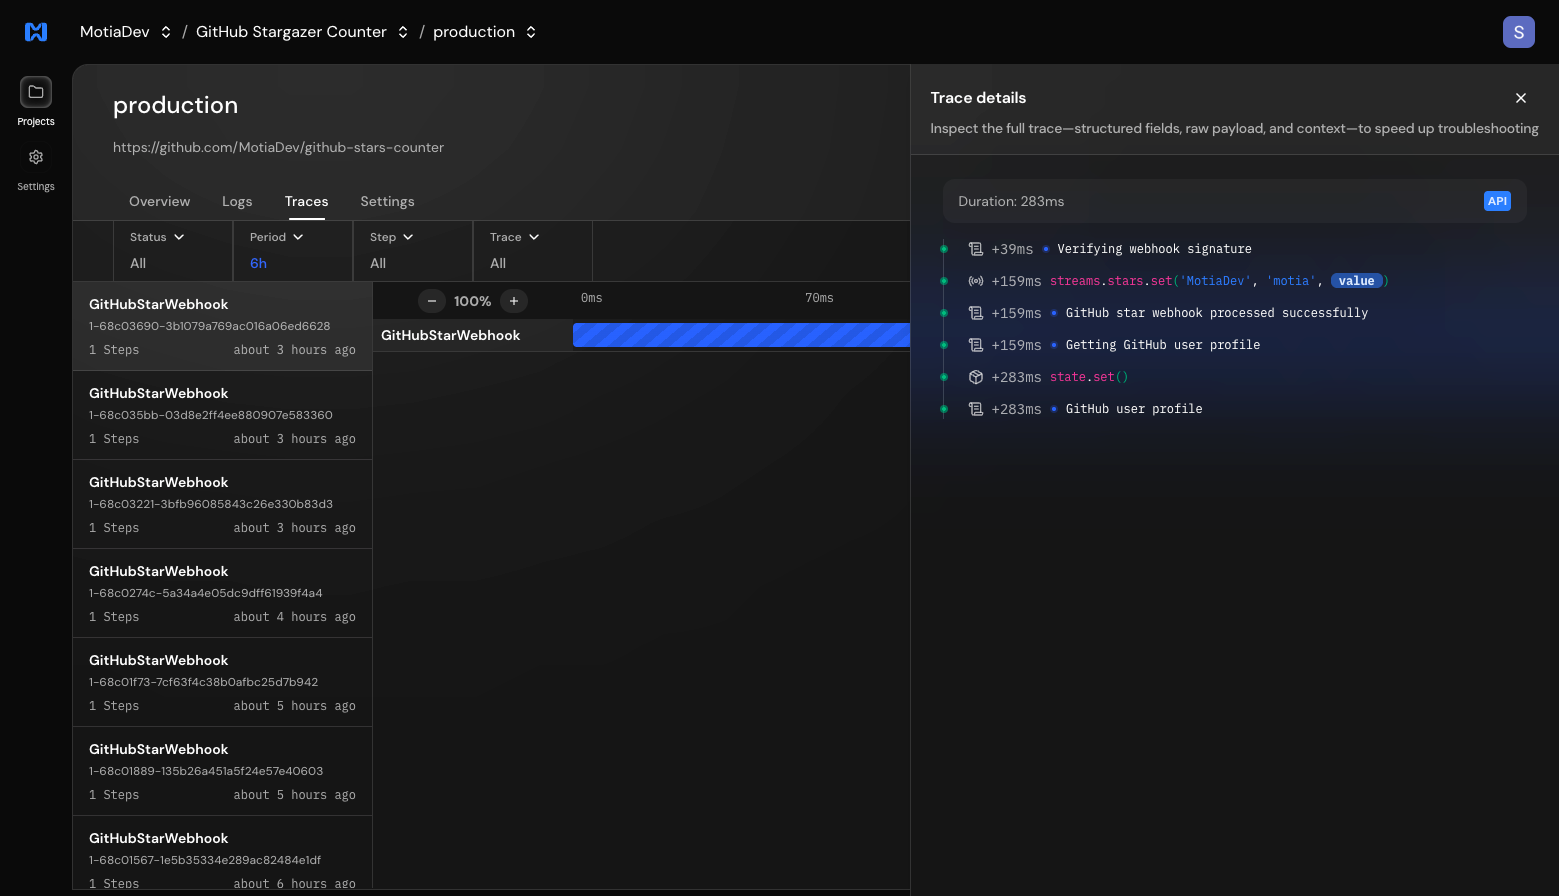 MotiaDev / GitHub Stargazer Counter / production
S
Projects
Settings
production
https://github.com/MotiaDev/github-stars-counter
Overview Logs Traces Settings
Status Period Step Trace
All 6h All All
GitHubStarWebhook
1-68c03690-3b1079a769ac016a06ed6628
1 Steps about 3 hours ago
GitHubStarWebhook
1-68c035bb-03d8e2ff4ee880907e583360
1 Steps about 3 hours ago
GitHubStarWebhook
1-68c03221-3bfb96085843c26e330b83d3
1 Steps about 3 hours ago
GitHubStarWebhook
1-68c0274c-5a34a4e05dc9dff61939f4a4
1 Steps about 4 hours ago
GitHubStarWebhook
1-68c01f73-7cf63f4c38b0afbc25d7b942
1 Steps about 5 hours ago
GitHubStarWebhook
1-68c01889-135b26a451a5f24e57e40603
1 Steps about 5 hours ago
GitHubStarWebhook
1-68c01567-1e5b35334e289ac82484e1df
1 Steps about 6 hours ago
− 100% + 0ms 70ms
GitHubStarWebhook
Trace details
Inspect the full trace—structured fields, raw payload, and context—to speed up troubleshooting
Duration: 283ms API
+39ms Verifying webhook signature
+159ms streams.stars.set('MotiaDev', 'motia', value )
+159ms GitHub star webhook processed successfully
+159ms Getting GitHub user profile
+283ms state.set()
+283ms GitHub user profile